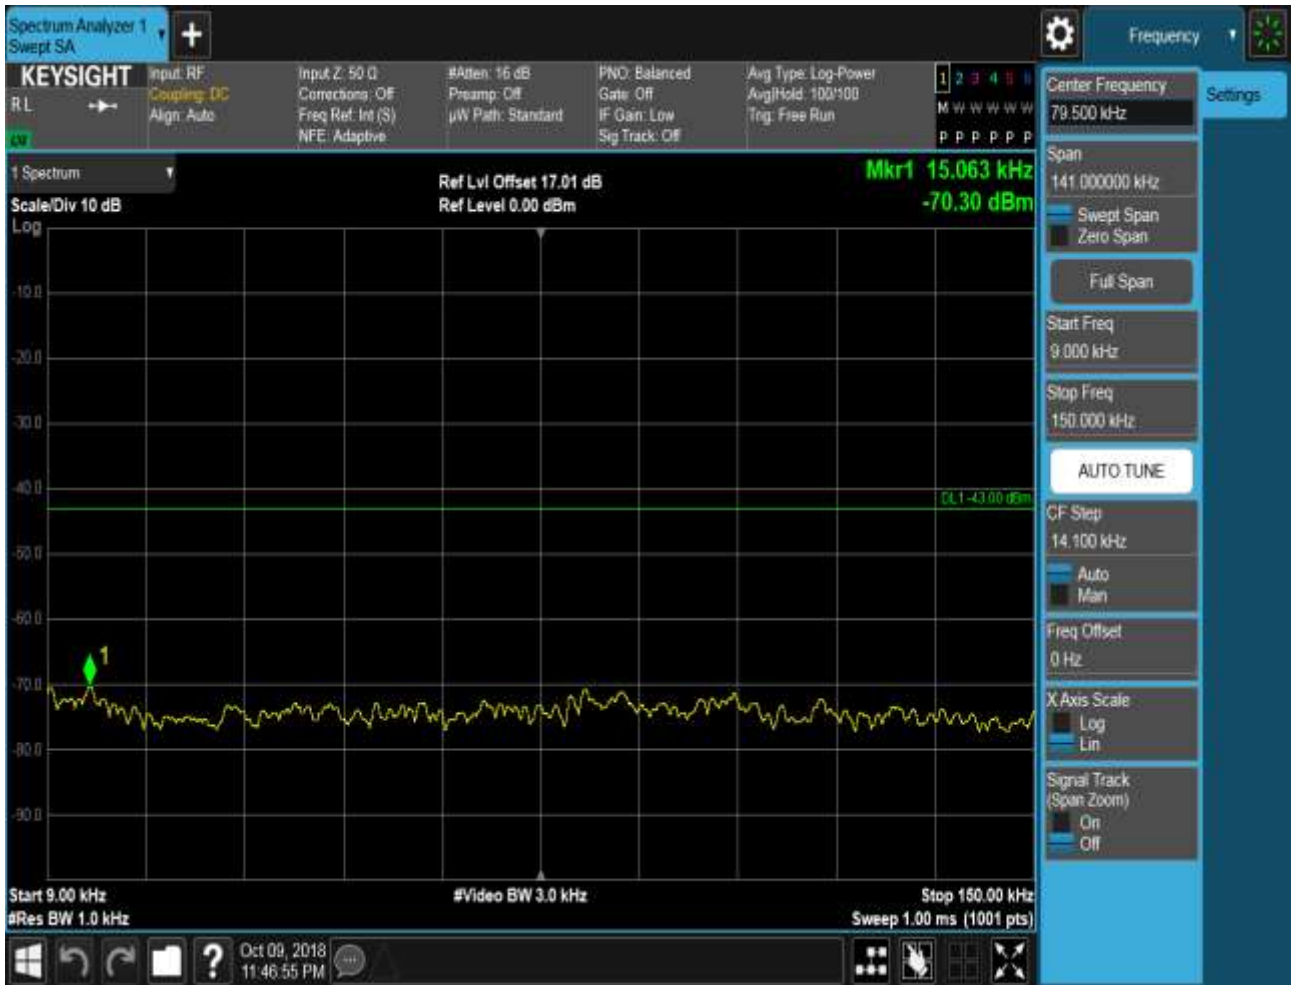 Spectrum Analyzer 1
Swept SA
+
Frequency
KEYSIGHT
RL
LXI
Input: RF
Coupling: DC
Align: Auto
Input Z: 50 Ω
Corrections: Off
Freq Ref: Int (S)
NFE: Adaptive
#Atten: 16 dB
Preamp: Off
µW Path: Standard
PNO: Balanced
Gate: Off
IF Gain: Low
Sig Track: Off
Avg Type: Log-Power
Avg|Hold: 100/100
Trig: Free Run
1 2 3 4 5 6
M W W W W W
P P P P P P
1 Spectrum
Scale/Div 10 dB
Log
Ref Lvl Offset 17.01 dB
Ref Level 0.00 dBm
Mkr1 15.063 kHz
-70.30 dBm
-10.0
-20.0
-30.0
-40.0
DL1 -43.00 dBm
-50.0
-60.0
1
-70.0
-80.0
-90.0
Start 9.00 kHz
#Video BW 3.0 kHz
Stop 150.00 kHz
#Res BW 1.0 kHz
Sweep 1.00 ms (1001 pts)
Center Frequency
79.500 kHz
Settings
Span
141.000000 kHz
Swept Span
Zero Span
Full Span
Start Freq
9.000 kHz
Stop Freq
150.000 kHz
AUTO TUNE
CF Step
14.100 kHz
Auto
Man
Freq Offset
0 Hz
X Axis Scale
Log
Lin
Signal Track
(Span Zoom)
On
Off
?
Oct 09, 2018
11:46:55 PM